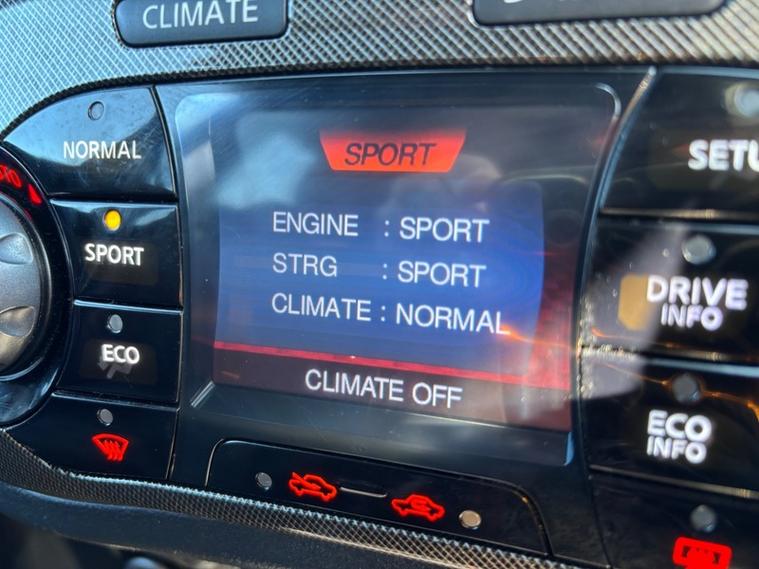 CLIMATE
NORMAL
SPORT
ECO
SPORT
ENGINE : SPORT
STRG : SPORT
CLIMATE : NORMAL
CLIMATE OFF
SETU
DRIVE
INFO
ECO
INFO